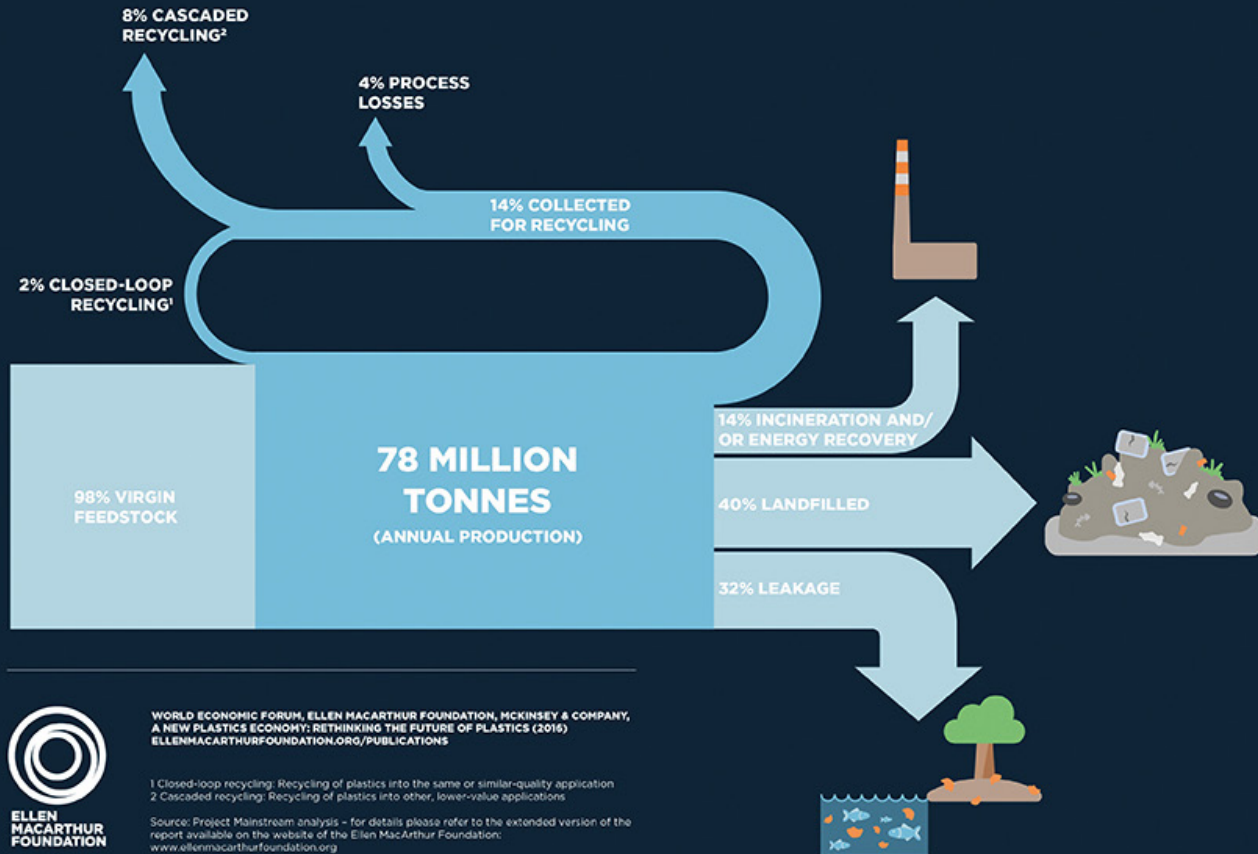 8% CASCADED
RECYCLING²
4% PROCESS
LOSSES
14% COLLECTED
FOR RECYCLING
2% CLOSED-LOOP
RECYCLING¹
98% VIRGIN
FEEDSTOCK
78 MILLION
TONNES
(ANNUAL PRODUCTION)
14% INCINERATION AND/
OR ENERGY RECOVERY
40% LANDFILLED
32% LEAKAGE
ELLEN
MACARTHUR
FOUNDATION
WORLD ECONOMIC FORUM, ELLEN MACARTHUR FOUNDATION, MCKINSEY & COMPANY,
A NEW PLASTICS ECONOMY: RETHINKING THE FUTURE OF PLASTICS (2016)
ELLENMACARTHURFOUNDATION.ORG/PUBLICATIONS
1 Closed-loop recycling: Recycling of plastics into the same or similar-quality application
2 Cascaded recycling: Recycling of plastics into other, lower-value applications
Source: Project Mainstream analysis – for details please refer to the extended version of the
report available on the website of the Ellen MacArthur Foundation:
www.ellenmacarthurfoundation.org